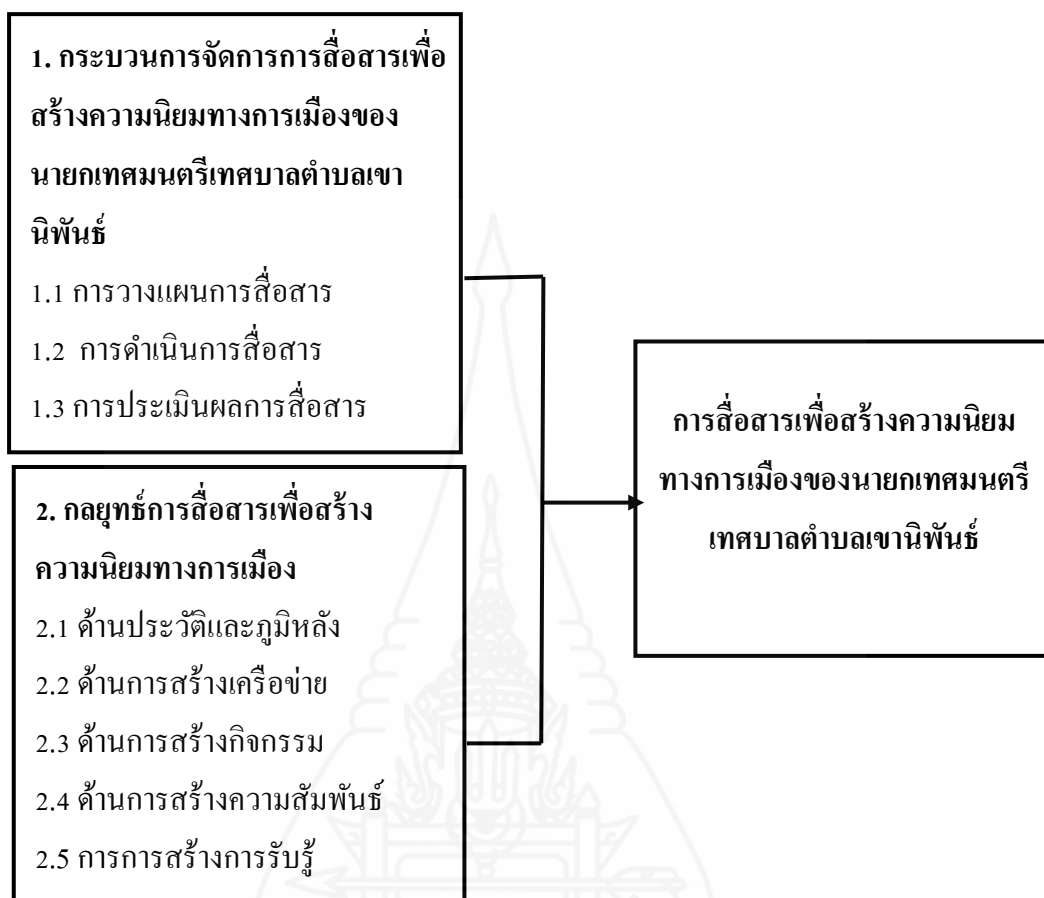 1. กระบวนการจัดการการสื่อสารเพื่อ
สร้างความนิยมทางการเมืองของ
นายกเทศมนตรีเทศบาลตำบลเขา
นิพันธ์
1.1 การวางแผนการสื่อสาร
1.2 การดำเนินการสื่อสาร
1.3 การประเมินผลการสื่อสาร
2. กลยุทธ์การสื่อสารเพื่อสร้าง
ความนิยมทางการเมือง
2.1 ด้านประวัติและภูมิหลัง
2.2 ด้านการสร้างเครือข่าย
2.3 ด้านการสร้างกิจกรรม
2.4 ด้านการสร้างความสัมพันธ์
2.5 การการสร้างการรับรู้
การสื่อสารเพื่อสร้างความนิยม
ทางการเมืองของนายกเทศมนตรี
เทศบาลตำบลเขานิพันธ์